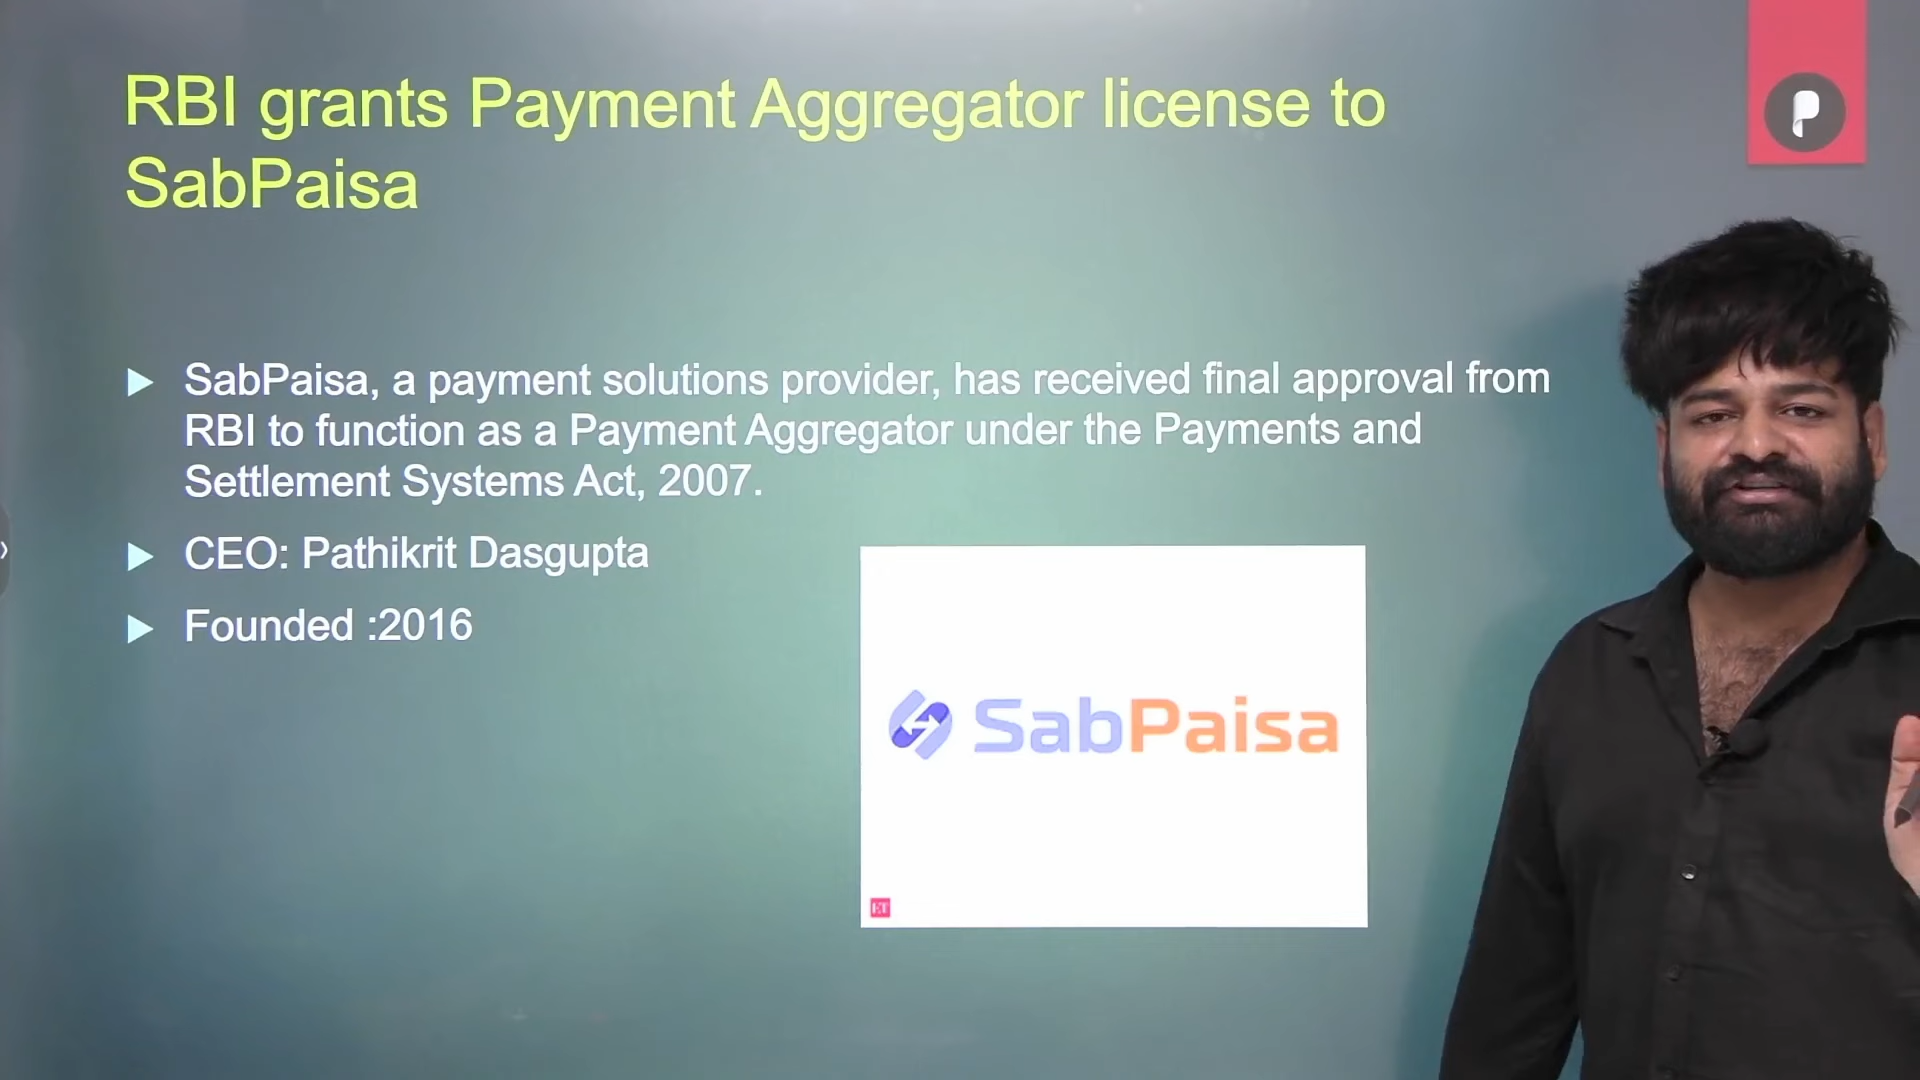 RBI grants Payment Aggregator license to
SabPaisa
SabPaisa, a payment solutions provider, has received final approval from
RBI to function as a Payment Aggregator under the Payments and
Settlement Systems Act, 2007.
CEO: Pathikrit Dasgupta
Founded :2016
SabPaisa
ET